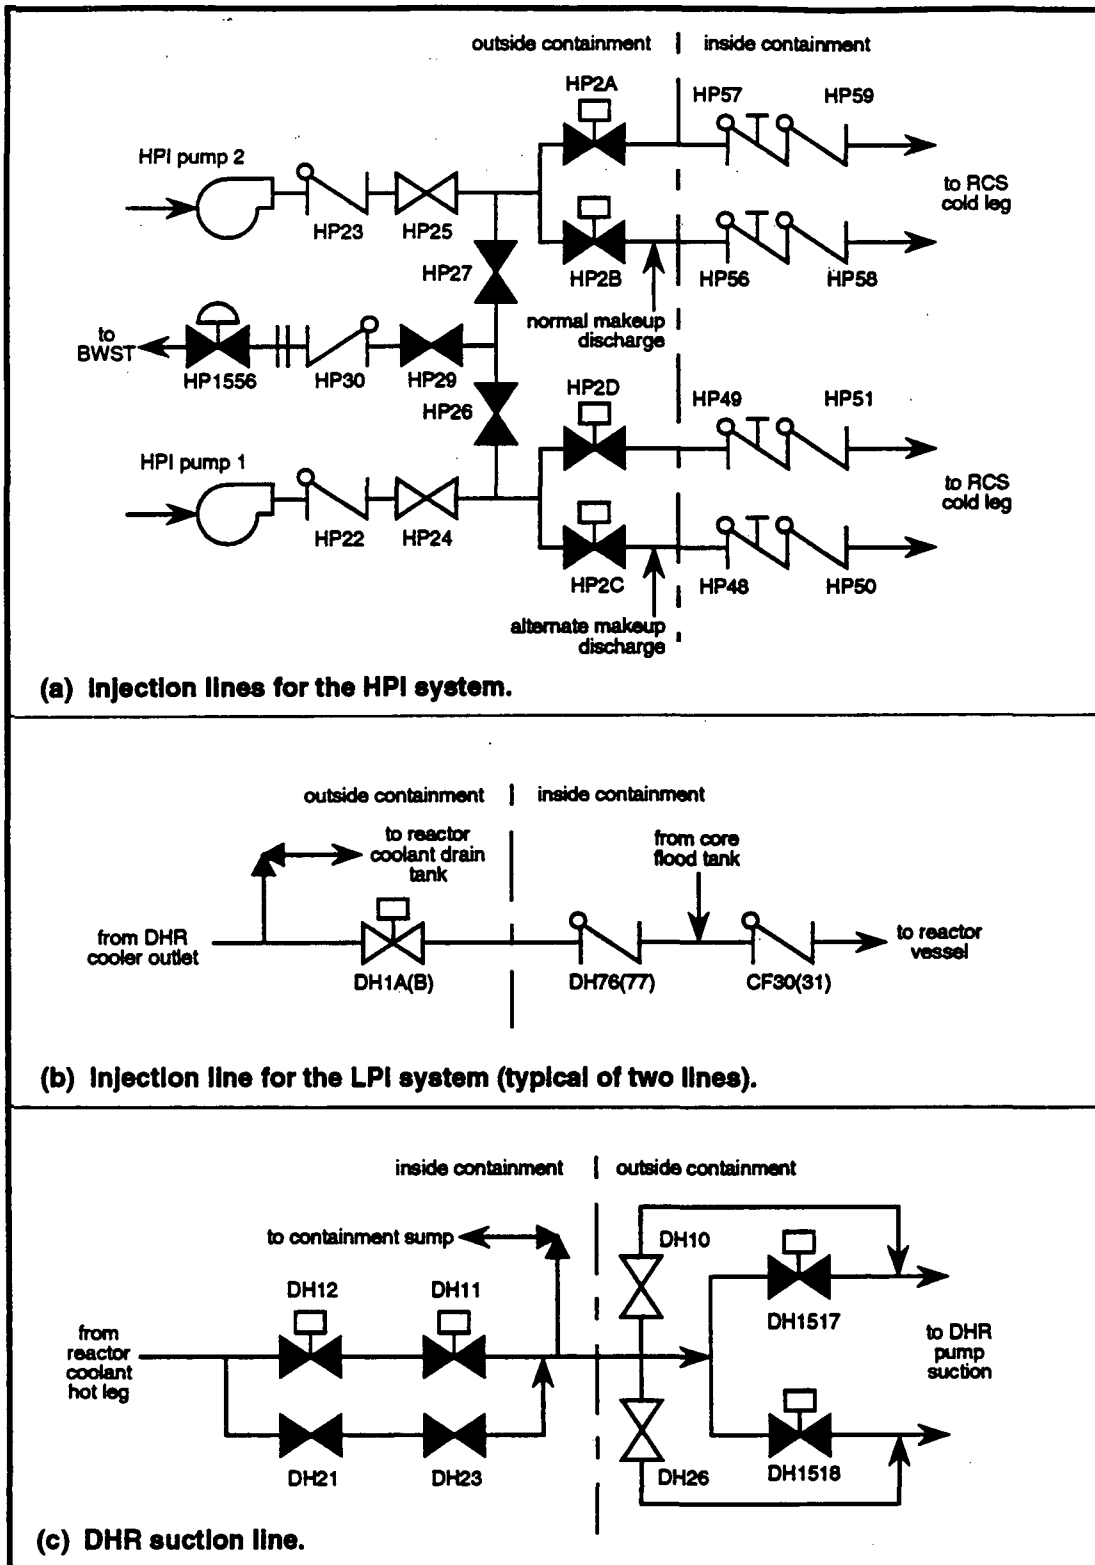 outside containment
inside containment
HP2A
HP57
HP59
HPI pump 2
to RCS
cold leg
HP23
HP25
HP2B
HP56
HP58
HP27
normal makeup
discharge
to
BWST
HP1556
HP30
HP29
HP26
HP2D
HP49
HP51
HPI pump 1
to RCS
cold leg
HP22
HP24
HP2C
HP48
HP50
alternate makeup
discharge
(a) Injection lines for the HPI system.
outside containment
inside containment
to reactor
coolant drain
tank
from core
flood tank
from DHR
cooler outlet
to reactor
vessel
DH1A(B)
DH76(77)
CF30(31)
(b) Injection line for the LPI system (typical of two lines).
inside containment
outside containment
to containment sump
DH10
DH12
DH11
DH1517
from
reactor
coolant
hot leg
to DHR
pump
suction
DH21
DH23
DH26
DH1518
(c) DHR suction line.